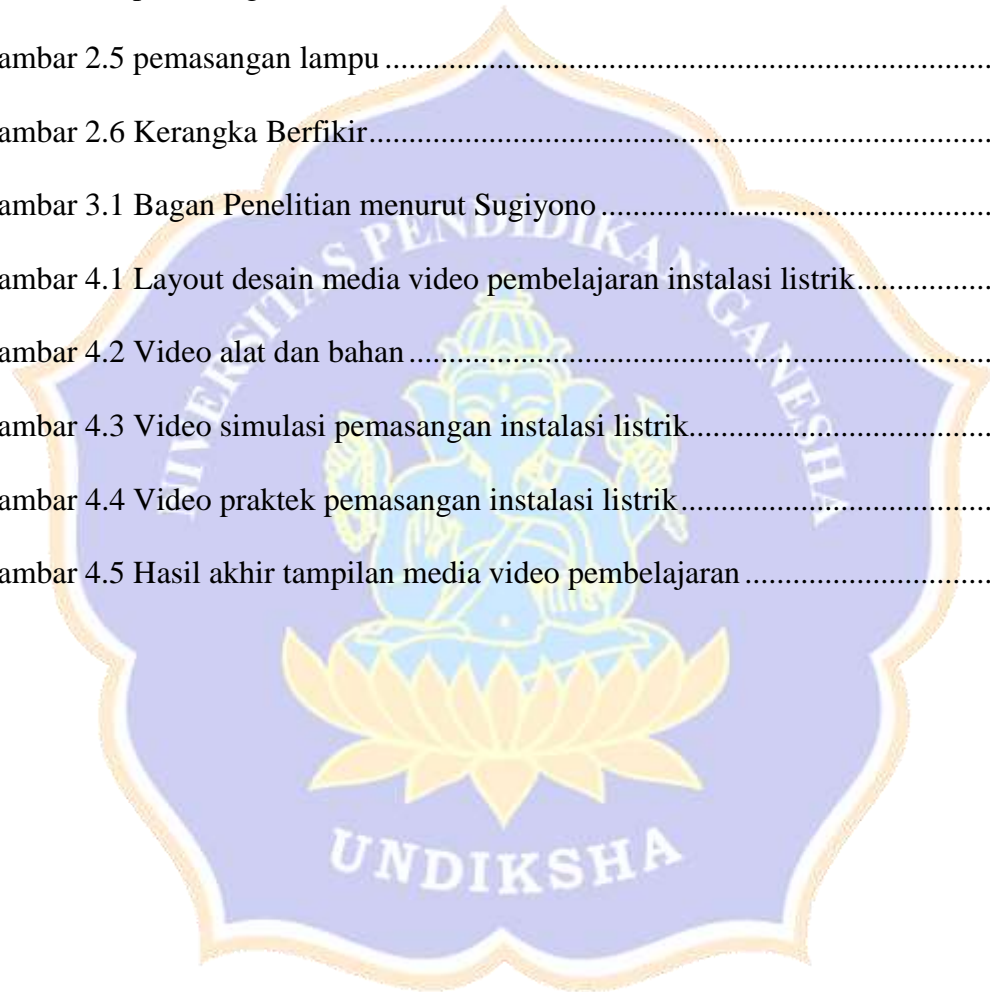 ambar 2.5 pemasangan lampu ................................................................
ambar 2.6 Kerangka Berfikir................................................................
ambar 3.1 Bagan Penelitian menurut Sugiyono ................................................
ambar 4.1 Layout desain media video pembelajaran instalasi listrik.................
ambar 4.2 Video alat dan bahan ................................................................
ambar 4.3 Video simulasi pemasangan instalasi listrik......................................
ambar 4.4 Video praktek pemasangan instalasi listrik .......................................
ambar 4.5 Hasil akhir tampilan media video pembelajaran ...............................
UNIVERSITAS PENDIDIKAN GANESHA
UNDIKSHA